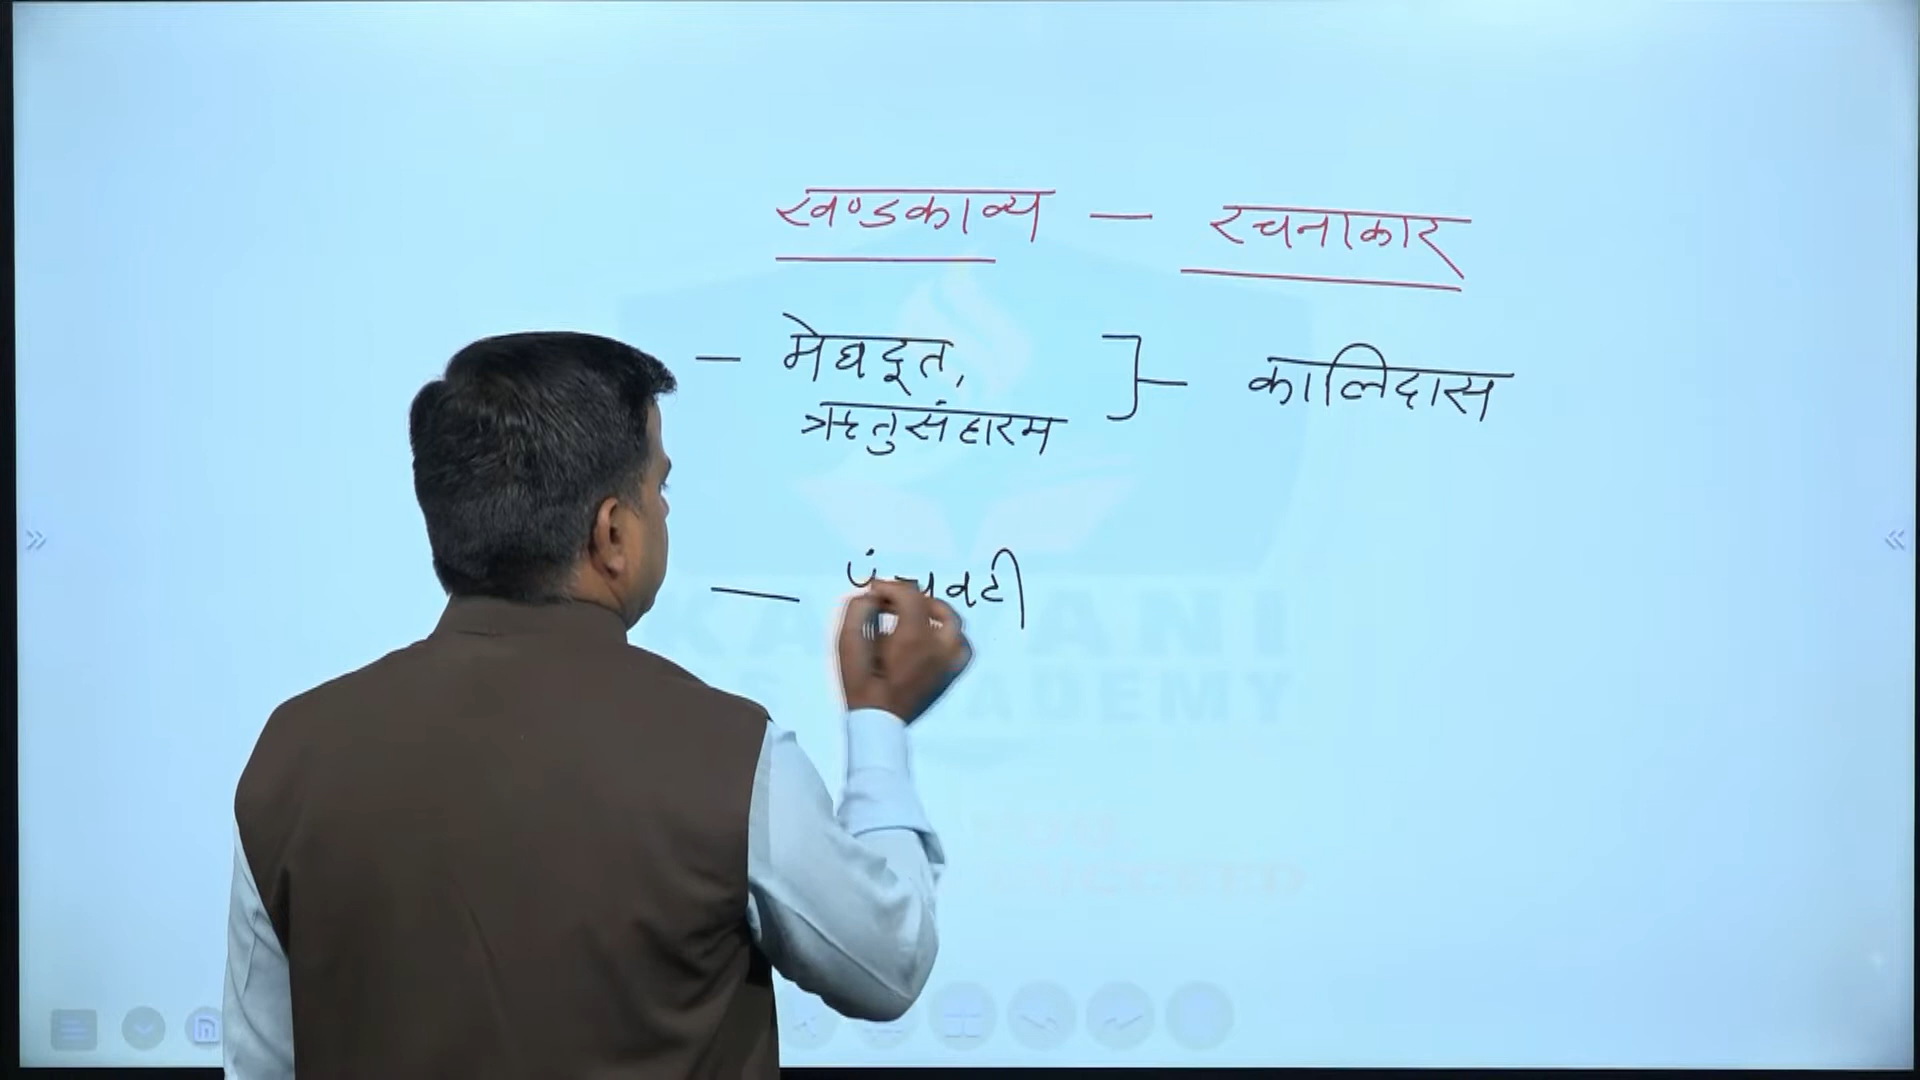 खण्डकाव्य — रचनाकार
— मेघदूत, ] — कालिदास
ऋतुसंहारम
— पंचवटी